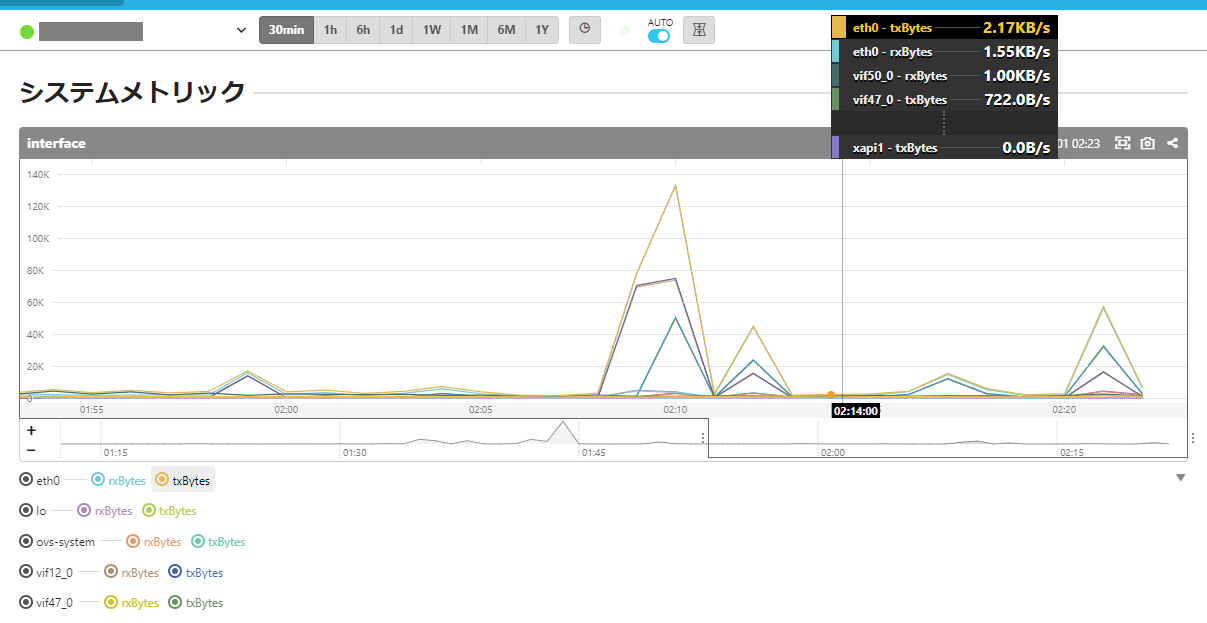 30min 1h 6h 1d 1W 1M 6M 1Y AUTO
eth0 - txBytes 2.17KB/s
eth0 - rxBytes 1.55KB/s
vif50_0 - rxBytes 1.00KB/s
vif47_0 - txBytes 722.0B/s
xapi1 - txBytes 0.0B/s
システムメトリック
interface 01 02:23
140K
120K
100K
80K
60K
40K
20K
0
01:55 02:00 02:05 02:10 02:14:00 02:20
+
−
01:15 01:30 01:45 02:00 02:15
eth0 rxBytes txBytes
lo rxBytes txBytes
ovs-system rxBytes txBytes
vif12_0 rxBytes txBytes
vif47_0 rxBytes txBytes